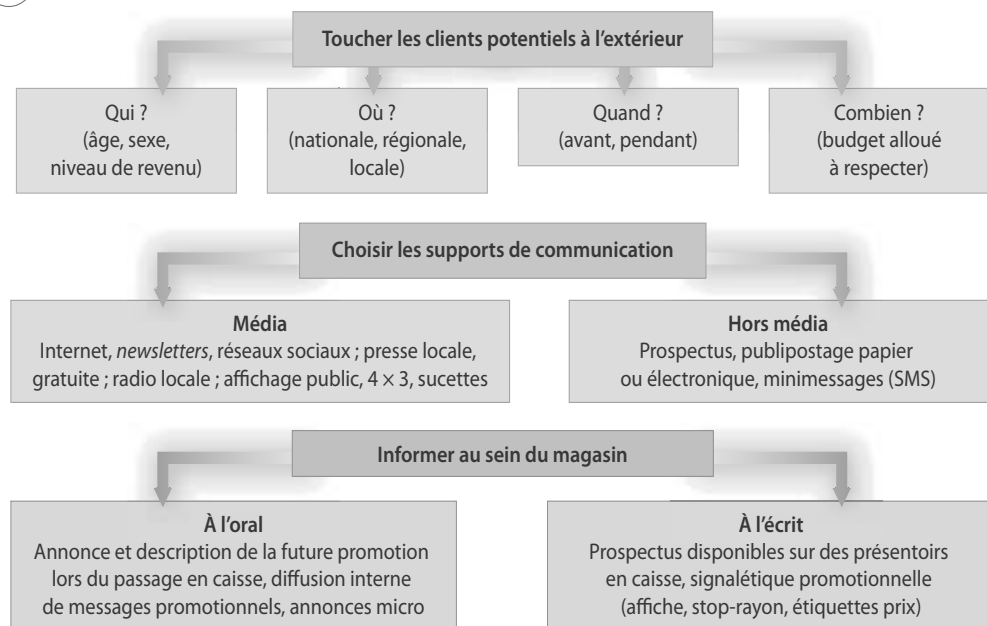 Toucher les clients potentiels à l'extérieur
Qui ?
(âge, sexe,
niveau de revenu)
Où ?
(nationale, régionale,
locale)
Quand ?
(avant, pendant)
Combien ?
(budget alloué
à respecter)
Choisir les supports de communication
Média
Internet, newsletters, réseaux sociaux ; presse locale,
gratuite ; radio locale ; affichage public, 4 × 3, sucettes
Hors média
Prospectus, publipostage papier
ou électronique, minimessages (SMS)
Informer au sein du magasin
À l'oral
Annonce et description de la future promotion
lors du passage en caisse, diffusion interne
de messages promotionnels, annonces micro
À l'écrit
Prospectus disponibles sur des présentoirs
en caisse, signalétique promotionnelle
(affiche, stop-rayon, étiquettes prix)